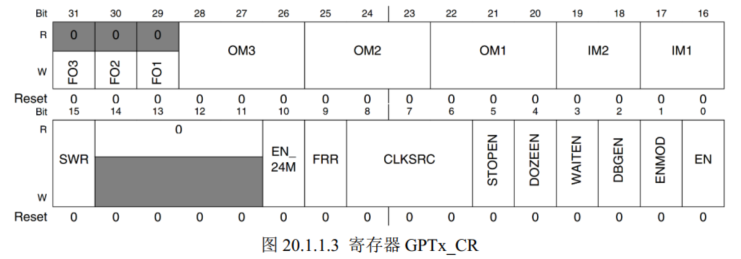 Bit 31 30 29 28 27 26 25 24 23 22 21 20 19 18 17 16
R 0 0 0 OM3 OM2 OM1 IM2 IM1
W FO3 FO2 FO1
Reset 0 0 0 0 0 0 0 0 0 0 0 0 0 0 0 0
Bit 15 14 13 12 11 10 9 8 7 6 5 4 3 2 1 0
R 0
SWR EN_24M FRR CLKSRC STOPEN DOZEEN WAITEN DBGEN ENMOD EN
W
Reset 0 0 0 0 0 0 0 0 0 0 0 0 0 0 0 0
图 20.1.1.3 寄存器 GPTx_CR